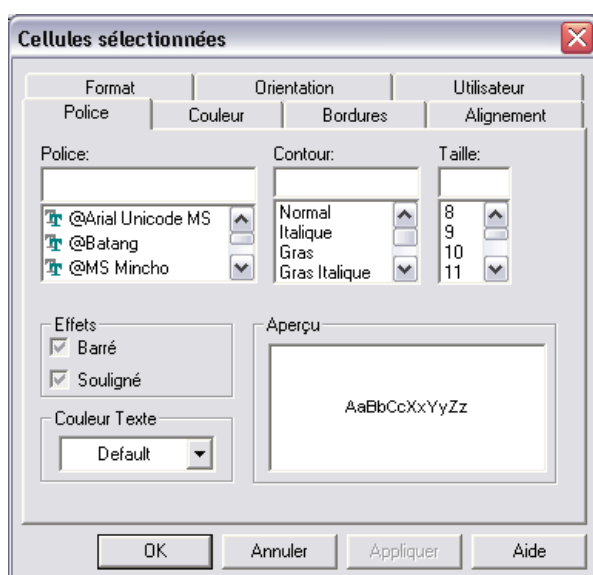 Cellules sélectionnées
Format Orientation Utilisateur
Police Couleur Bordures Alignement
Police: Contour: Taille:
@Arial Unicode MS Normal 8
@Batang Italique 9
@MS Mincho Gras 10
Gras Italique 11
Effets Aperçu
Barré
Souligné
AaBbCcXxYyZz
Couleur Texte
Default
OK Annuler Appliquer Aide